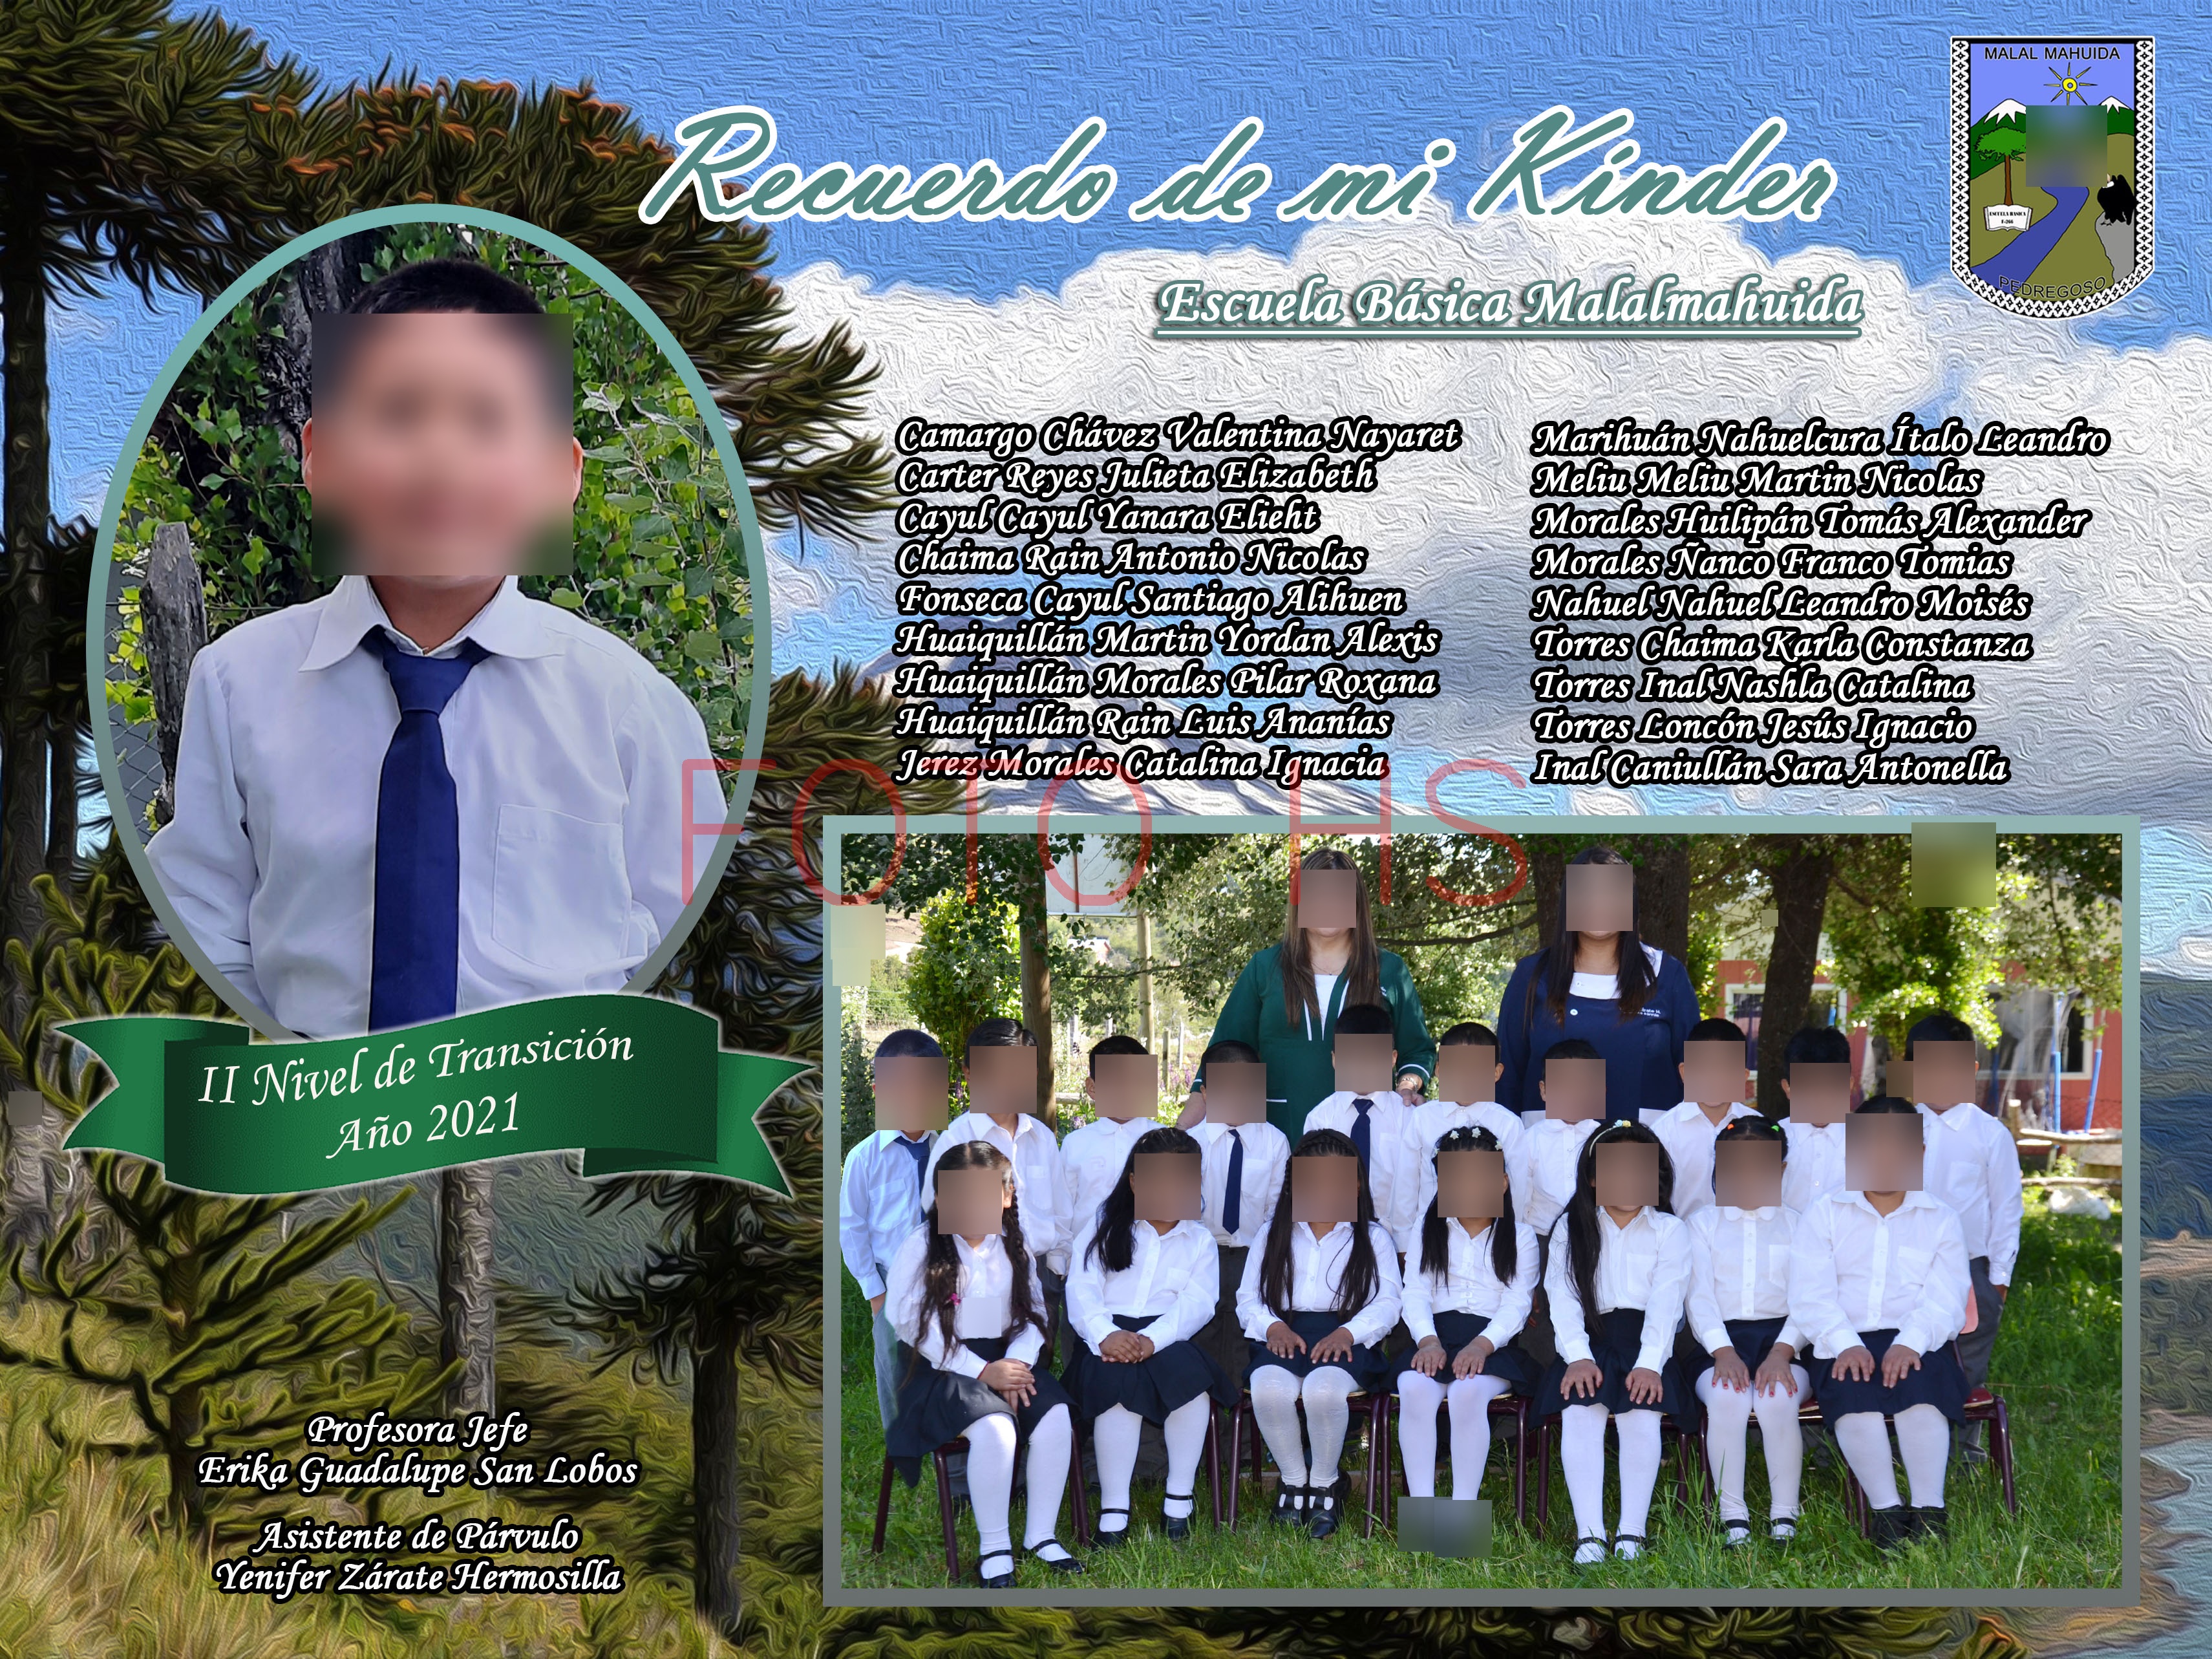 MALAL MAHUIDA
ESCUELA BASICA
PEDREGOSO
Recuerdo de mi Kínder
Escuela Básica Malalmahuida
Camargo Chávez Valentina Nayaret
Carter Reyes Julieta Elizabeth
Cayul Cayul Yanara Elieht
Chaima Rain Antonio Nicolas
Fonseca Cayul Santiago Alihuen
Huaiquillán Martin Yordan Alexis
Huaiquillán Morales Pilar Roxana
Huaiquillán Rain Luis Ananías
Jerez Morales Catalina Ignacia
Marihuán Nahuelcura Ítalo Leandro
Meliu Meliu Martin Nicolas
Morales Huilipán Tomás Alexander
Morales Ñanco Franco Tomias
Nahuel Nahuel Leandro Moisés
Torres Chaima Karla Constanza
Torres Inal Nashla Catalina
Torres Loncón Jesús Ignacio
Inal Caniullán Sara Antonella
FOTO HS
II Nivel de Transición
Año 2021
Profesora Jefe
Erika Guadalupe San Lobos
Asistente de Párvulo
Yenifer Zárate Hermosilla